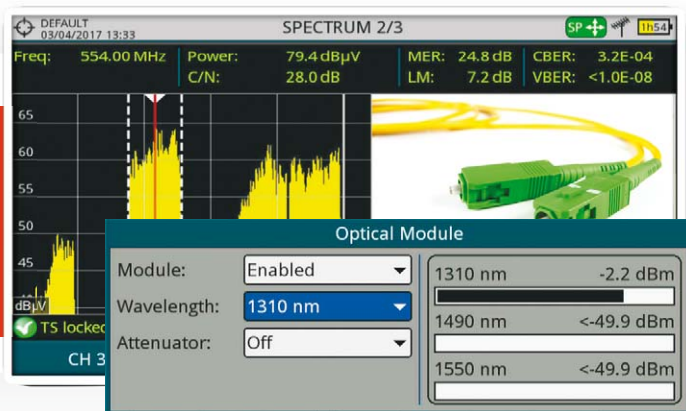 DEFAULT
03/04/2017 13:33
SPECTRUM 2/3
SP
1h54
Freq: 554.00 MHz Power: 79.4 dBµV MER: 24.8 dB CBER: 3.2E-04
C/N: 28.0 dB LM: 7.2 dB VBER: <1.0E-08
65
60
55
50
45
dBµV
TS locked
CH 3
Optical Module
Module: Enabled
Wavelength: 1310 nm
Attenuator: Off
1310 nm -2.2 dBm
1490 nm <-49.9 dBm
1550 nm <-49.9 dBm